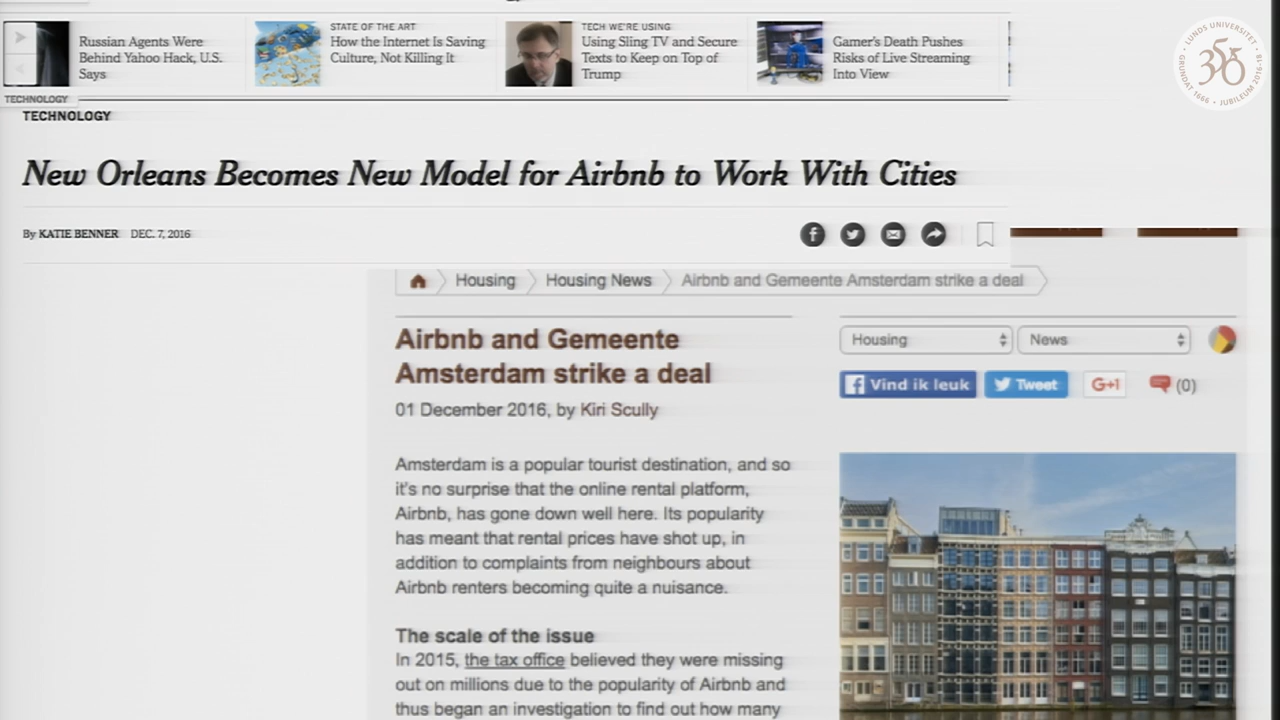 Russian Agents Were
Behind Yahoo Hack, U.S.
Says
STATE OF THE ART
How the Internet Is Saving
Culture, Not Killing It
TECH WE'RE USING
Using Sling TV and Secure
Texts to Keep on Top of
Trump
Gamer's Death Pushes
Risks of Live Streaming
Into View
LUNDS UNIVERSITET
GRUNDAT 1666 • JUBILEUM 2016-18
350
TECHNOLOGY
TECHNOLOGY
New Orleans Becomes New Model for Airbnb to Work With Cities
By KATIE BENNER DEC. 7, 2016
Housing Housing News Airbnb and Gemeente Amsterdam strike a deal
Airbnb and Gemeente
Amsterdam strike a deal
01 December 2016, by Kiri Scully
Housing News
Vind ik leuk Tweet G+1 (0)
Amsterdam is a popular tourist destination, and so
it's no surprise that the online rental platform,
Airbnb, has gone down well here. Its popularity
has meant that rental prices have shot up, in
addition to complaints from neighbours about
Airbnb renters becoming quite a nuisance.
The scale of the issue
In 2015, the tax office believed they were missing
out on millions due to the popularity of Airbnb and
thus began an investigation to find out how many